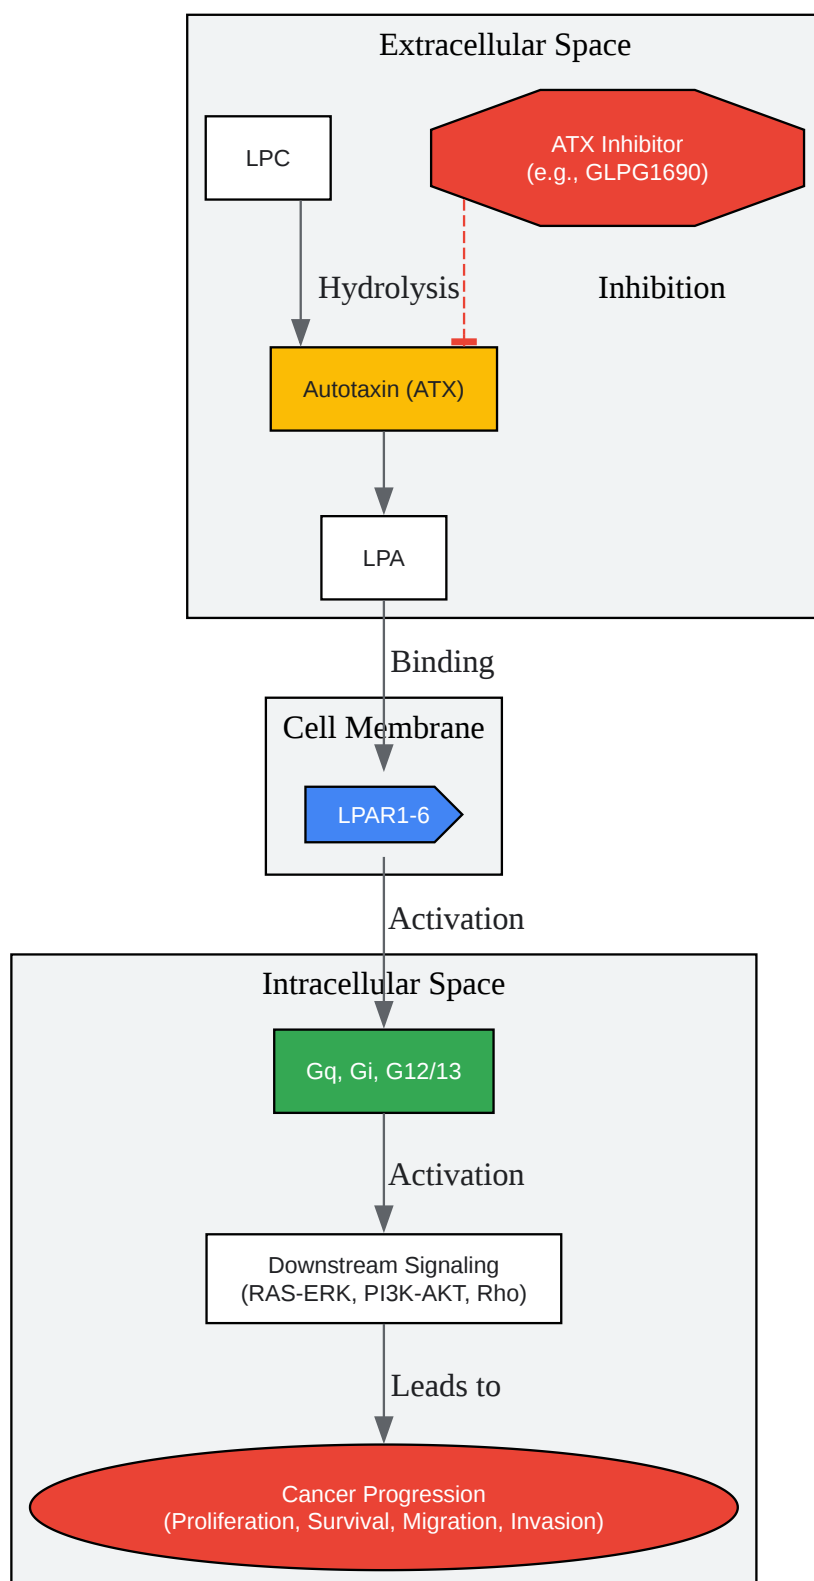 Extracellular Space
LPC
ATX Inhibitor
(e.g., GLPG1690)
Hydrolysis
Inhibition
Autotaxin (ATX)
LPA
Binding
Cell Membrane
LPAR1-6
Activation
Intracellular Space
Gq, Gi, G12/13
Activation
Downstream Signaling
(RAS-ERK, PI3K-AKT, Rho)
Leads to
Cancer Progression
(Proliferation, Survival, Migration, Invasion)